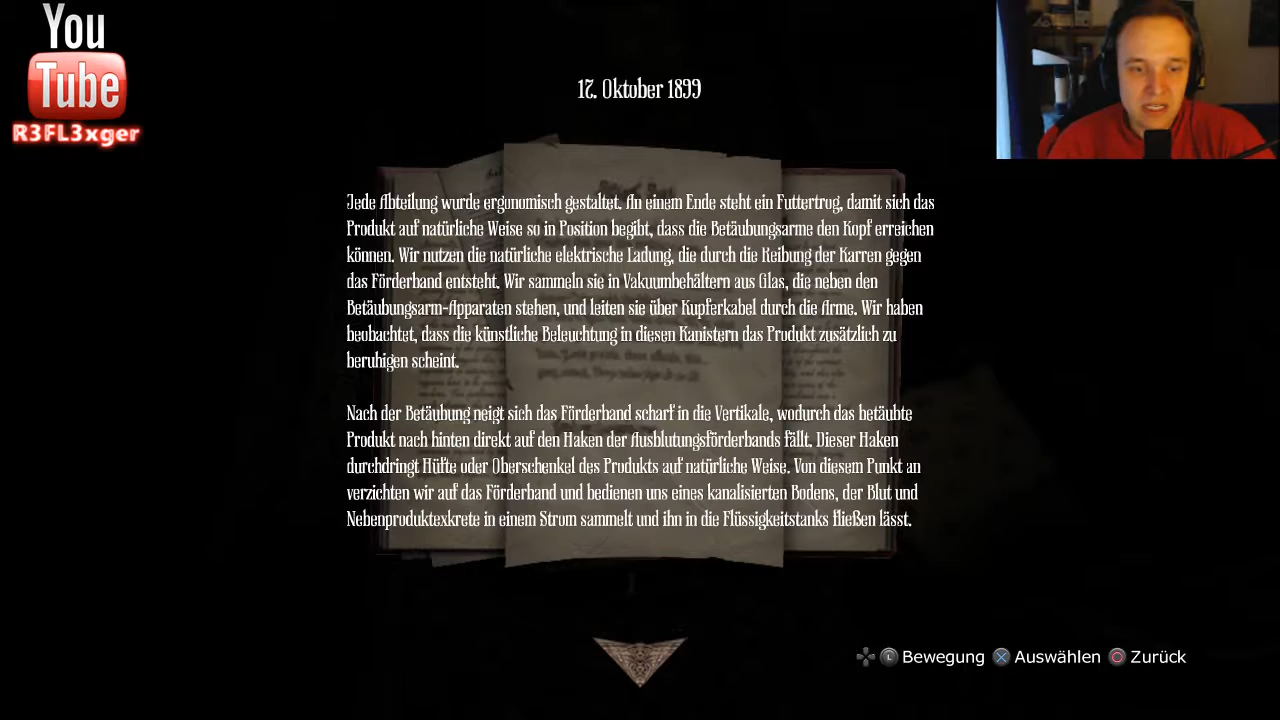 You
Tube
R3FL3xger
17. Oktober 1899
Jede Abteilung wurde ergonomisch gestaltet. An einem Ende steht ein Futtertrog, damit sich das
Produkt auf natürliche Weise so in Position begibt, dass die Betäubungsarme den Kopf erreichen
können. Wir nutzen die natürliche elektrische Ladung, die durch die Reibung der Karren gegen
das Förderband entsteht. Wir sammeln sie in Vakuumbehältern aus Glas, die neben den
Betäubungsarm-Apparaten stehen, und leiten sie über Kupferkabel durch die Arme. Wir haben
beobachtet, dass die künstliche Beleuchtung in diesen Kanistern das Produkt zusätzlich zu
beruhigen scheint.
Nach der Betäubung neigt sich das Förderband scharf in die Vertikale, wodurch das betäubte
Produkt nach hinten direkt auf den Haken der Ausblutungsförderbands fällt. Dieser Haken
durchdringt Hüfte oder Oberschenkel des Produkts auf natürliche Weise. Von diesem Punkt an
verzichten wir auf das Förderband und bedienen uns eines kanalisierten Bodens, der Blut und
Nebenproduktexkrete in einem Strom sammelt und ihn in die Flüssigkeitstanks fließen lässt.
Bewegung Auswählen Zurück